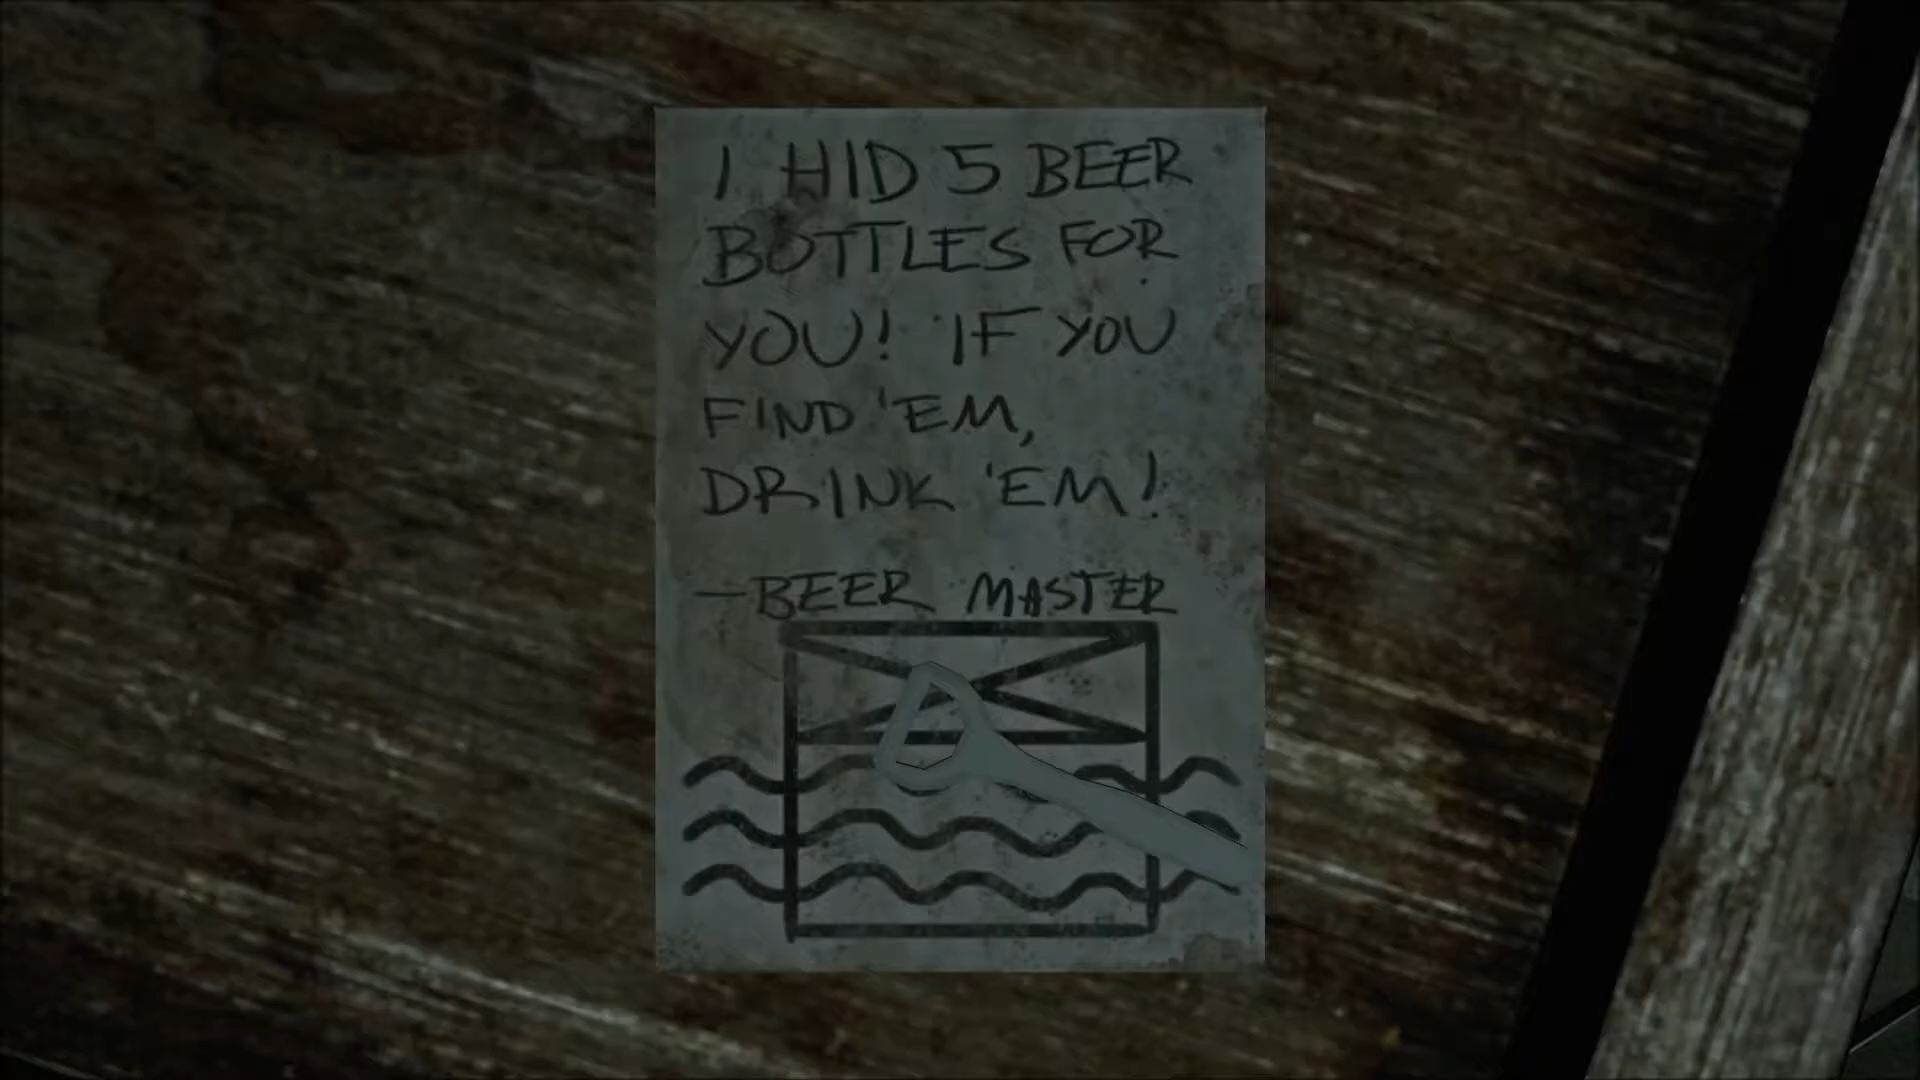 I HID 5 BEER
BOTTLES FOR
YOU! IF YOU
FIND 'EM,
DRINK 'EM!
—BEER MASTER